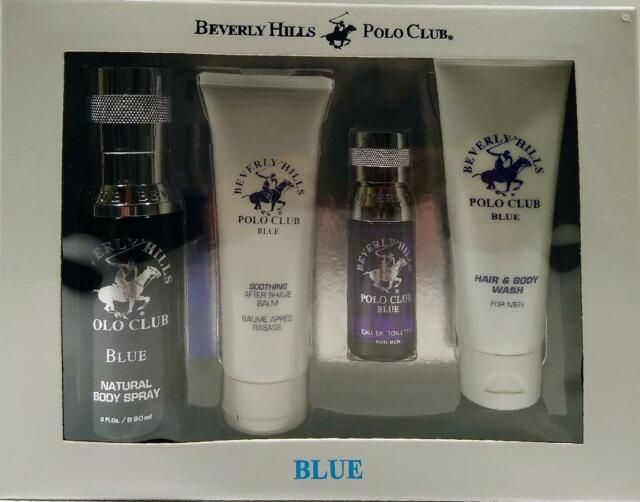 BEVERLY HILLS POLO CLUB®
BEVERLY HILLS
OLO CLUB
BLUE
NATURAL
BODY SPRAY
BEVERLY HILLS
POLO CLUB
BLUE
SOOTHING
AFTER SHAVE
BALM
BAUME APRÈS
RASAGE
BEVERLY HILLS
POLO CLUB
BLUE
EAU DE TOILETTE
FOR MEN
BEVERLY HILLS
POLO CLUB
BLUE
HAIR & BODY
WASH
FOR MEN
BLUE